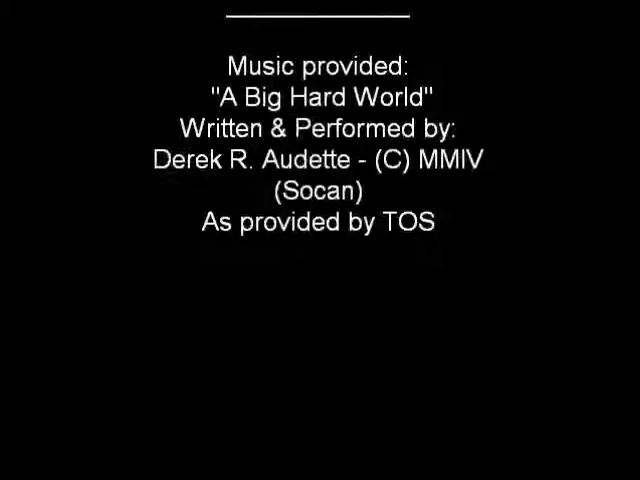 Music provided:
"A Big Hard World"
Written & Performed by:
Derek R. Audette - (C) MMIV
(Socan)
As provided by TOS